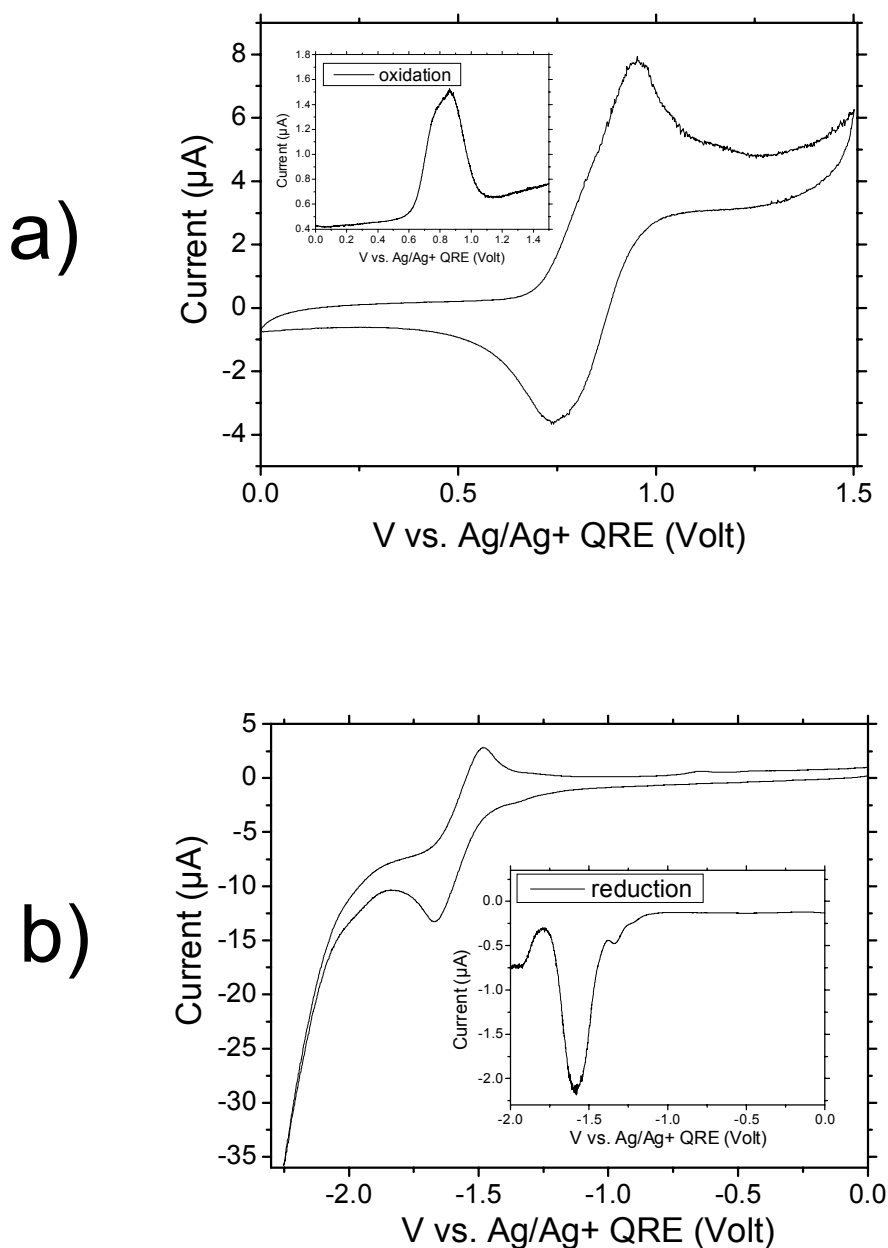 a)
Current (µA)
8
6
4
2
0
-2
-4
0.0 0.5 1.0 1.5
V vs. Ag/Ag+ QRE (Volt)
oxidation
Current (µA)
1.8
1.6
1.4
1.2
1.0
0.8
0.6
0.4
0.0 0.2 0.4 0.6 0.8 1.0 1.2 1.4
V vs. Ag/Ag+ QRE (Volt)
b)
Current (µA)
5
0
-5
-10
-15
-20
-25
-30
-35
-2.0 -1.5 -1.0 -0.5 0.0
V vs. Ag/Ag+ QRE (Volt)
reduction
Current (µA)
0.0
-0.5
-1.0
-1.5
-2.0
-2.0 -1.5 -1.0 -0.5 0.0
V vs. Ag/Ag+ QRE (Volt)